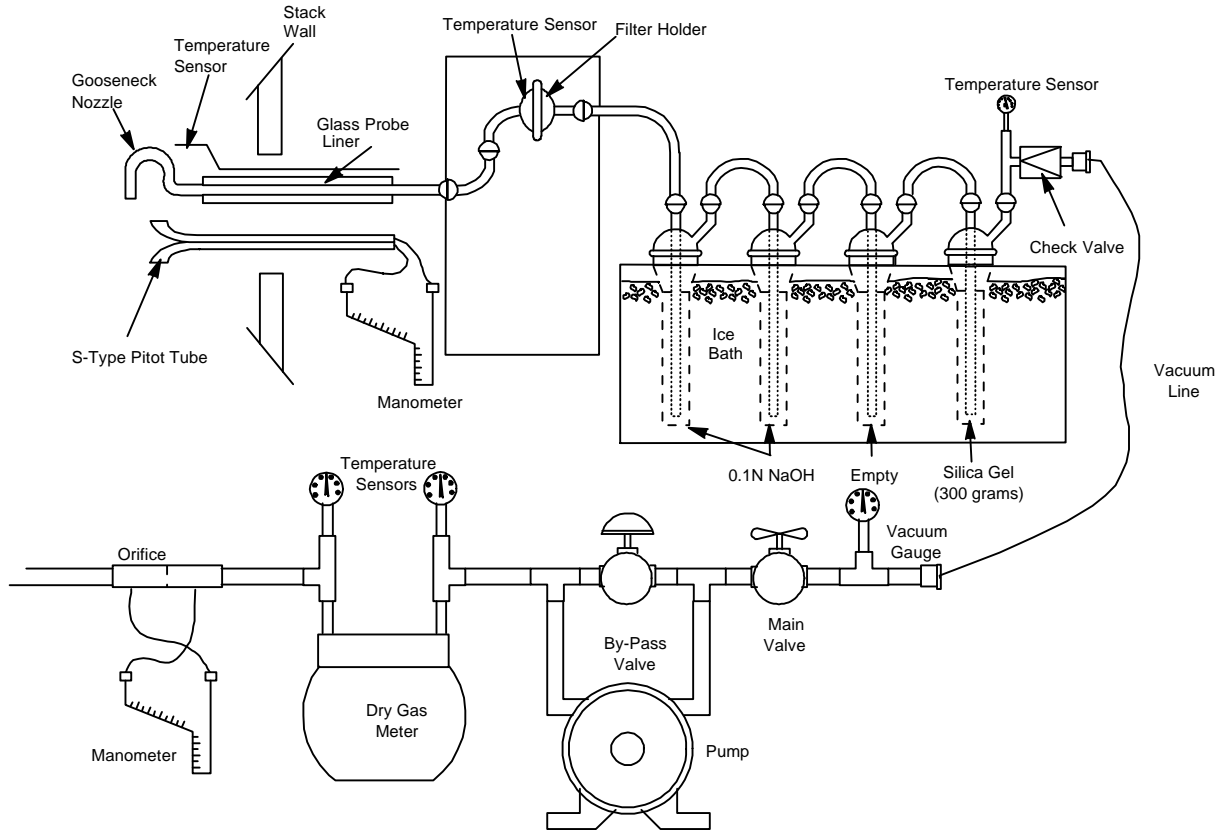 Stack
Wall
Temperature
Sensor
Gooseneck
Nozzle
Glass Probe
Liner
Temperature Sensor
Filter Holder
Temperature Sensor
Check Valve
S-Type Pitot Tube
Manometer
Ice
Bath
Vacuum
Line
0.1N NaOH
Empty
Silica Gel
(300 grams)
Temperature
Sensors
Vacuum
Gauge
Orifice
Main
Valve
By-Pass
Valve
Dry Gas
Meter
Manometer
Pump